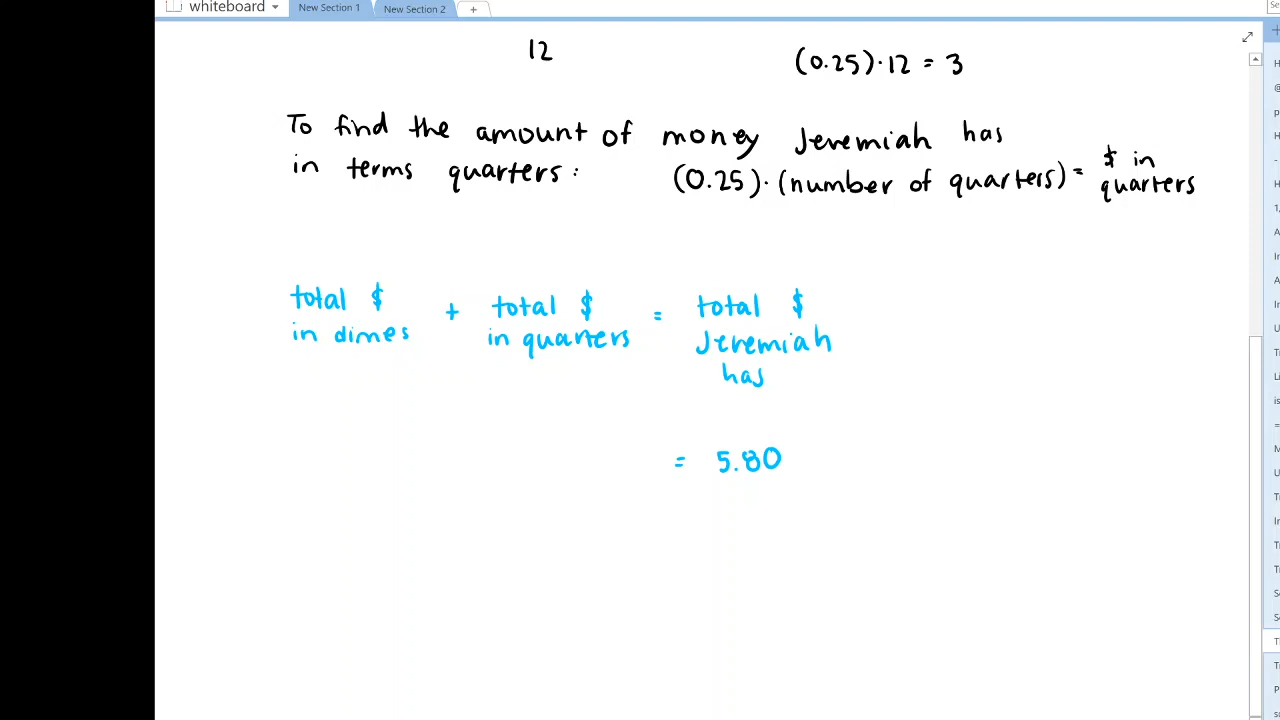 whiteboard
New Section 1
New Section 2
+
Se
12
(0.25)·12 = 3
To find the amount of money Jeremiah has
in terms quarters:
(0.25)·(number of quarters) = $ in quarters
total $ in dimes + total $ in quarters = total $ Jeremiah has
= 5.80